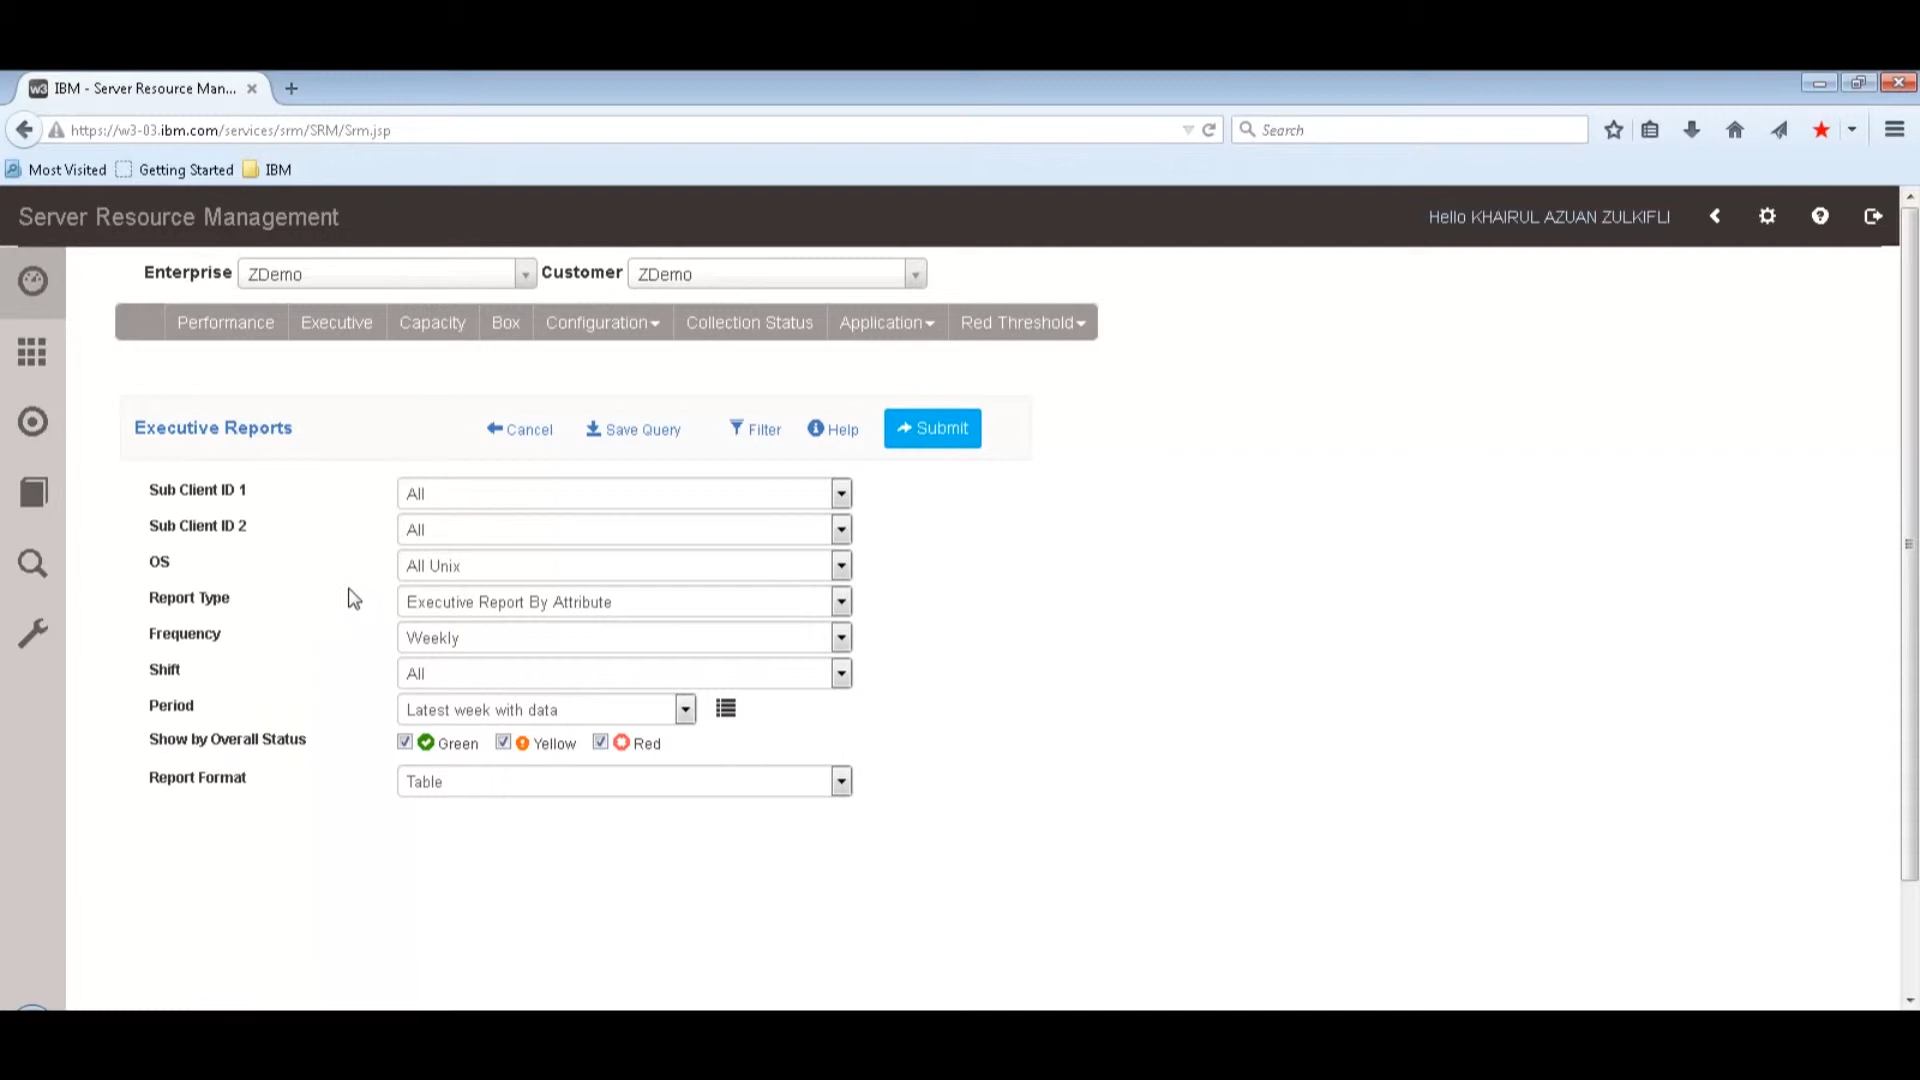 w3 IBM - Server Resource Man...
https://w3-03.ibm.com/services/srm/SRM/Srm.jsp
Search
Most Visited Getting Started IBM
Server Resource Management
Hello KHAIRUL AZUAN ZULKIFLI
Enterprise ZDemo Customer ZDemo
Performance Executive Capacity Box Configuration Collection Status Application Red Threshold
Executive Reports Cancel Save Query Filter Help Submit
Sub Client ID 1 All
Sub Client ID 2 All
OS All Unix
Report Type Executive Report By Attribute
Frequency Weekly
Shift All
Period Latest week with data
Show by Overall Status Green Yellow Red
Report Format Table